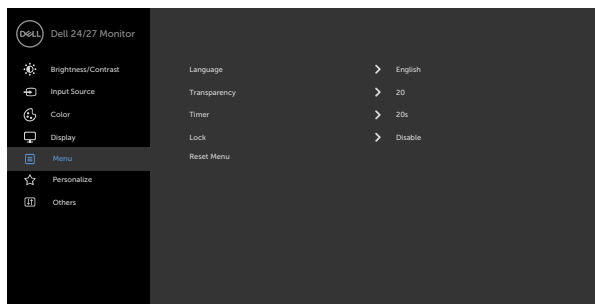 DELL Dell 24/27 Monitor
Brightness/Contrast Language English
Input Source Transparency 20
Color Timer 20s
Display Lock Disable
Menu Reset Menu
Personalize
Others